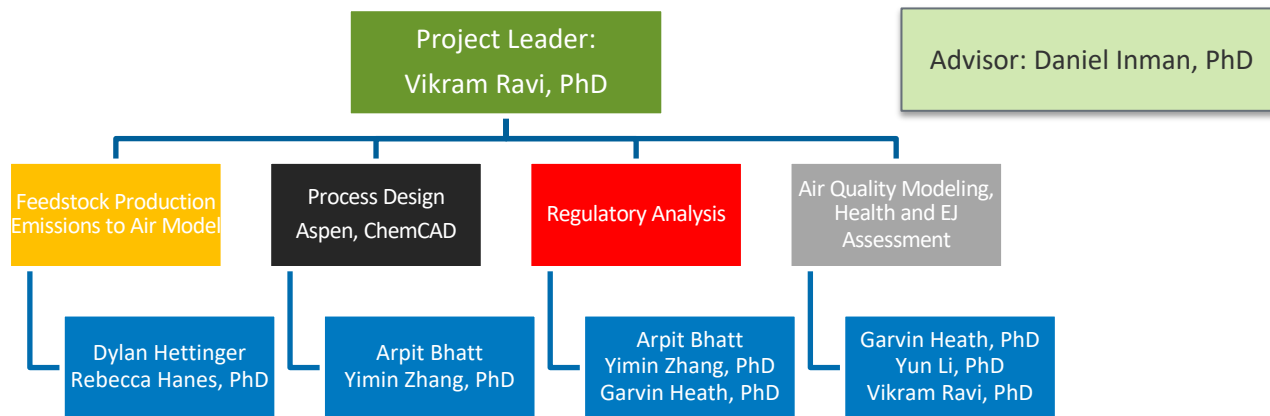 Project Leader:
Vikram Ravi, PhD
Advisor: Daniel Inman, PhD
Feedstock Production
Emissions to Air Model
Process Design
Aspen, ChemCAD
Regulatory Analysis
Air Quality Modeling,
Health and EJ
Assessment
Dylan Hettinger
Rebecca Hanes, PhD
Arpit Bhatt
Yimin Zhang, PhD
Arpit Bhatt
Yimin Zhang, PhD
Garvin Heath, PhD
Garvin Heath, PhD
Yun Li, PhD
Vikram Ravi, PhD